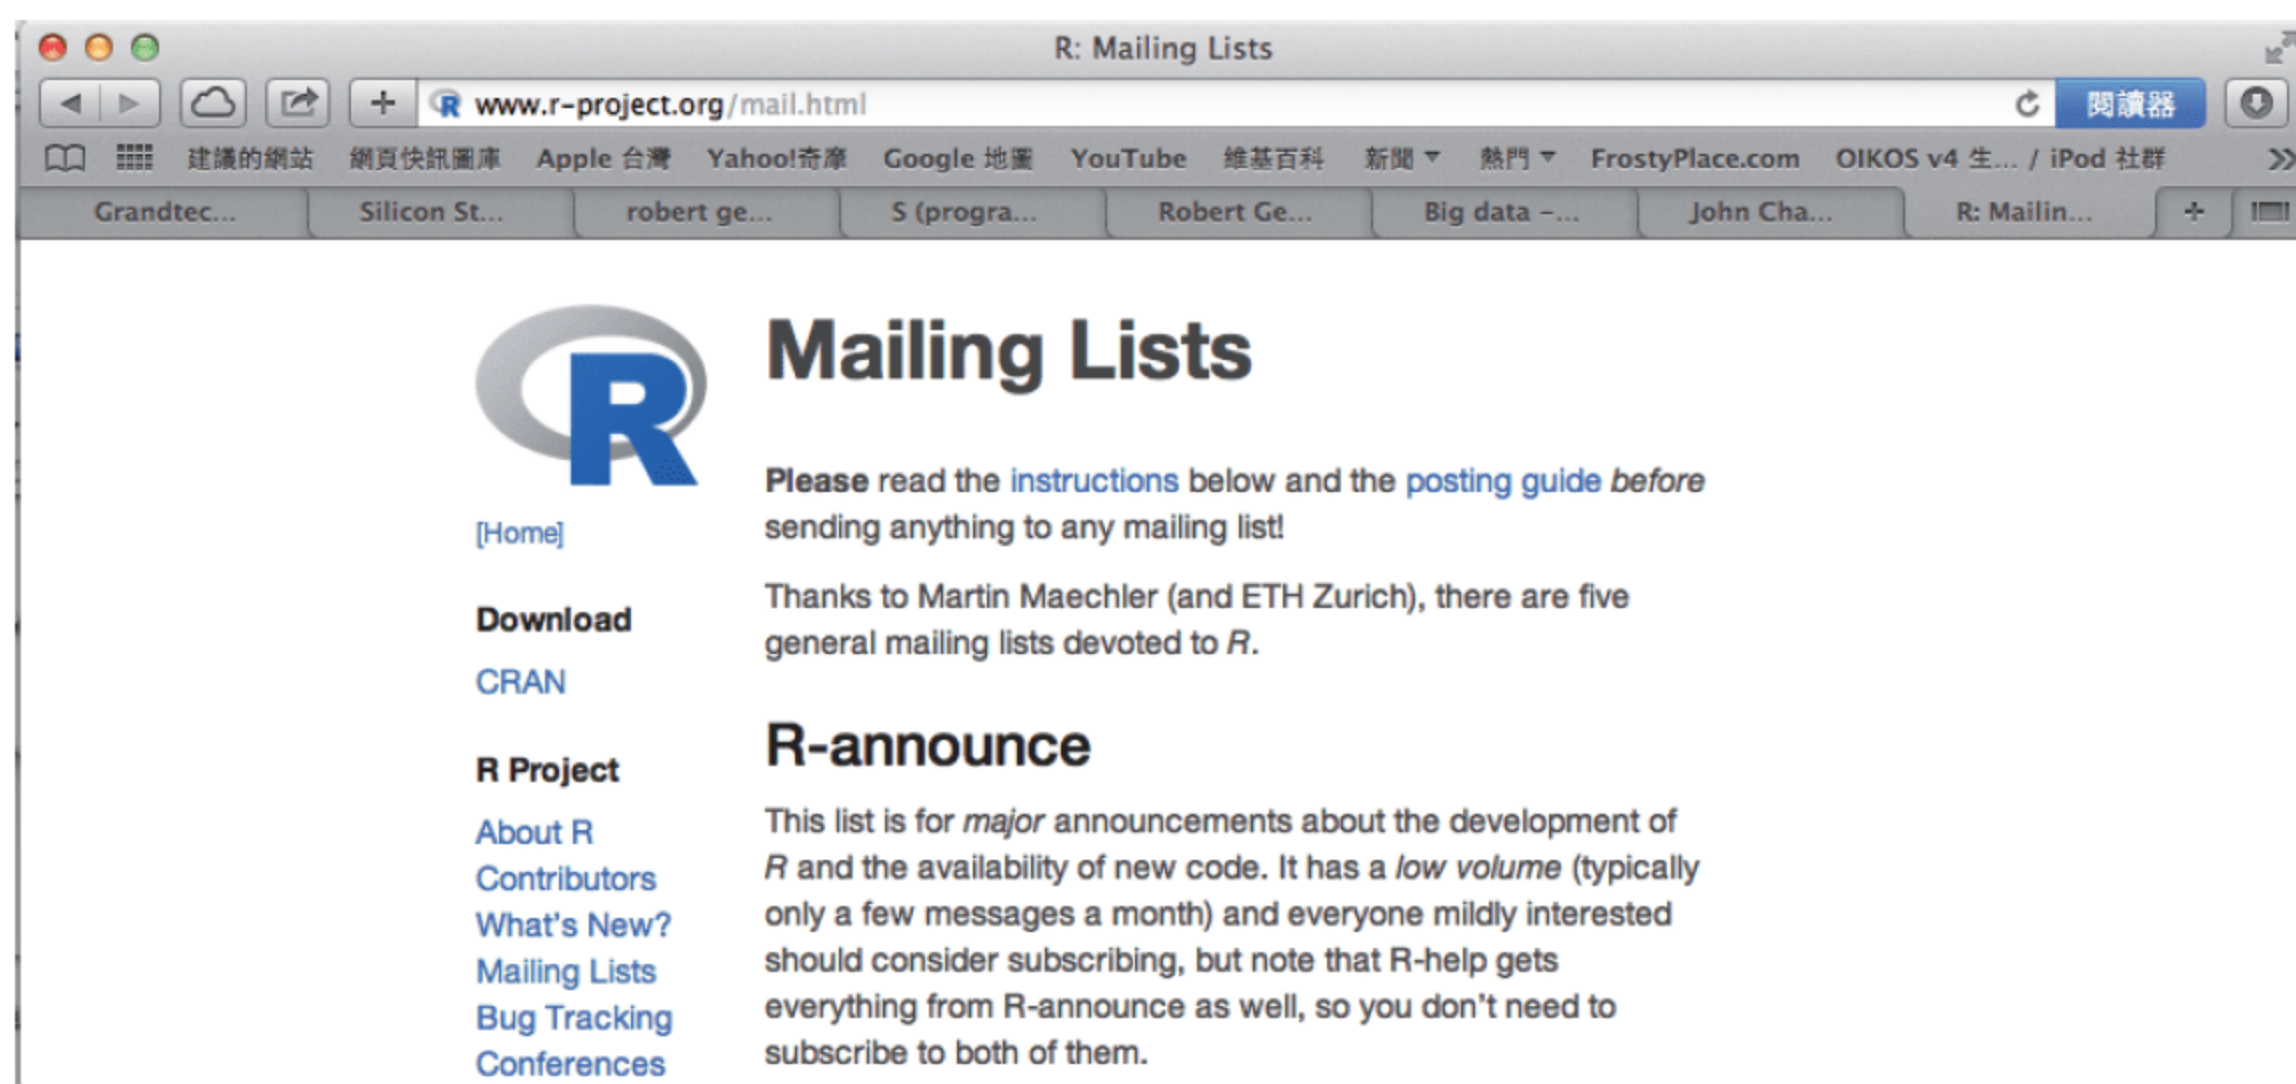 R: Mailing Lists
www.r-project.org/mail.html
閱讀器
建議的網站 網頁快訊圖庫 Apple 台灣 Yahoo!奇摩 Google 地圖 YouTube 維基百科 新聞 熱門 FrostyPlace.com OIKOS v4 生... / iPod 社群
Grandtec... Silicon St... robert ge... S (progra... Robert Ge... Big data –... John Cha... R: Mailin...
R
[Home]
Download
CRAN
R Project
About R
Contributors
What's New?
Mailing Lists
Bug Tracking
Conferences
Mailing Lists
Please read the instructions below and the posting guide before
sending anything to any mailing list!
Thanks to Martin Maechler (and ETH Zurich), there are five
general mailing lists devoted to R.
R-announce
This list is for major announcements about the development of
R and the availability of new code. It has a low volume (typically
only a few messages a month) and everyone mildly interested
should consider subscribing, but note that R-help gets
everything from R-announce as well, so you don't need to
subscribe to both of them.